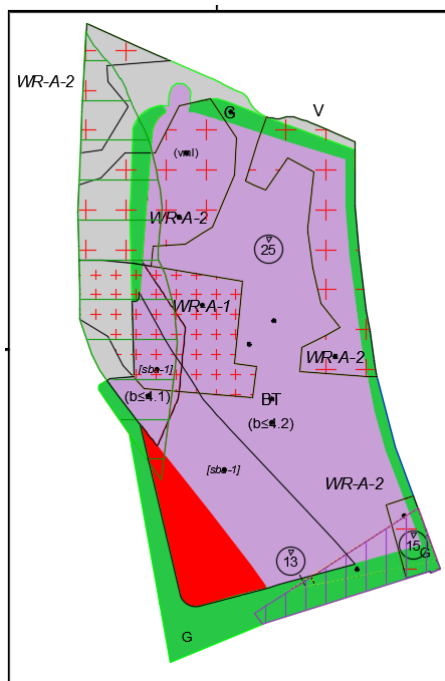 G
V
WR-A-2
(vml)
WR-A-2
25
WR-A-1
WR-A-2
[sba-1]
(b≤4.1)
BT
(b≤4.2)
[sba-1]
WR-A-2
15
G
13
G